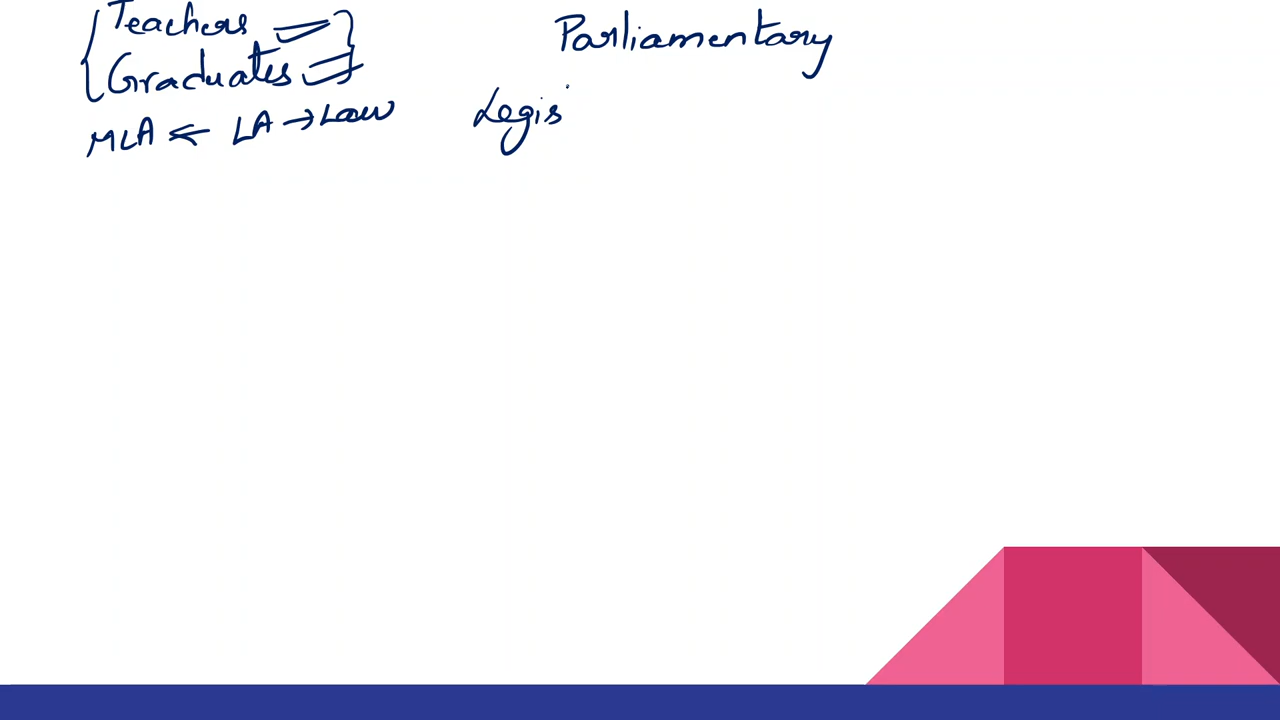 Teachers
Graduates
MLA ← LA → Law
Parliamentary
Legis